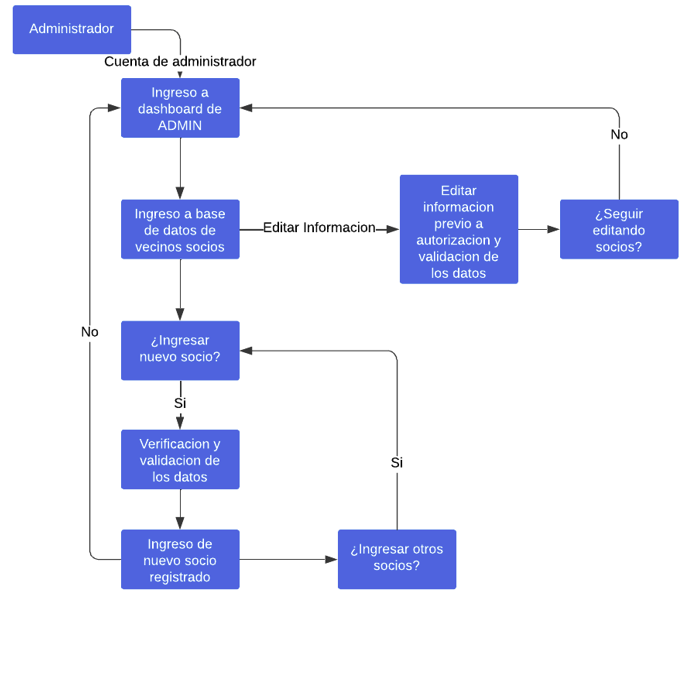 Administrador
Cuenta de administrador
Ingreso a
dashboard de
ADMIN
No
Ingreso a base
de datos de
vecinos socios
Editar Informacion
Editar
informacion
previo a
autorizacion y
validacion de
los datos
¿Seguir
editando
socios?
No
¿Ingresar
nuevo socio?
Si
Verificacion y
validacion de
los datos
Si
Ingreso de
nuevo socio
registrado
¿Ingresar otros
socios?